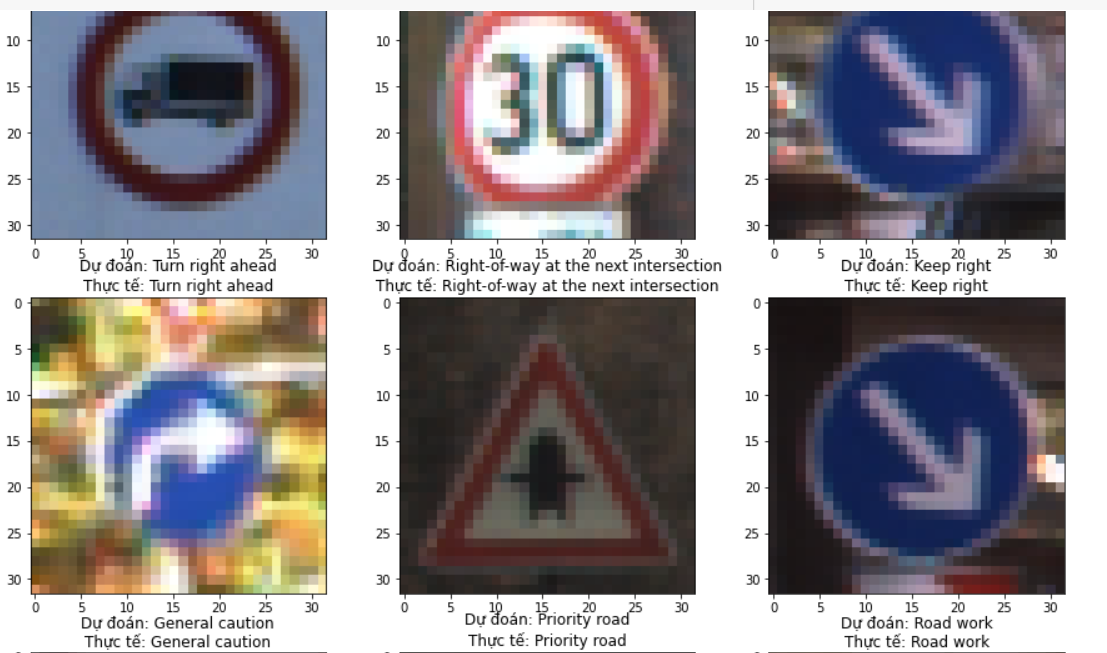 10
15
20
25
30
30
10
15
20
25
30
10
15
20
25
30
0 5 10 15 20 25 30
0 5 10 15 20 25 30
0 5 10 15 20 25 30
Dự đoán: Turn right ahead
Thực tế: Turn right ahead
Dự đoán: Right-of-way at the next intersection
Thực tế: Right-of-way at the next intersection
Dự đoán: Keep right
Thực tế: Keep right
0
5
10
15
20
25
30
0
5
10
15
20
25
30
0
5
10
15
20
25
30
0 5 10 15 20 25 30
0 5 10 15 20 25 30
0 5 10 15 20 25 30
Dự đoán: General caution
Thực tế: General caution
Dự đoán: Priority road
Thực tế: Priority road
Dự đoán: Road work
Thực tế: Road work